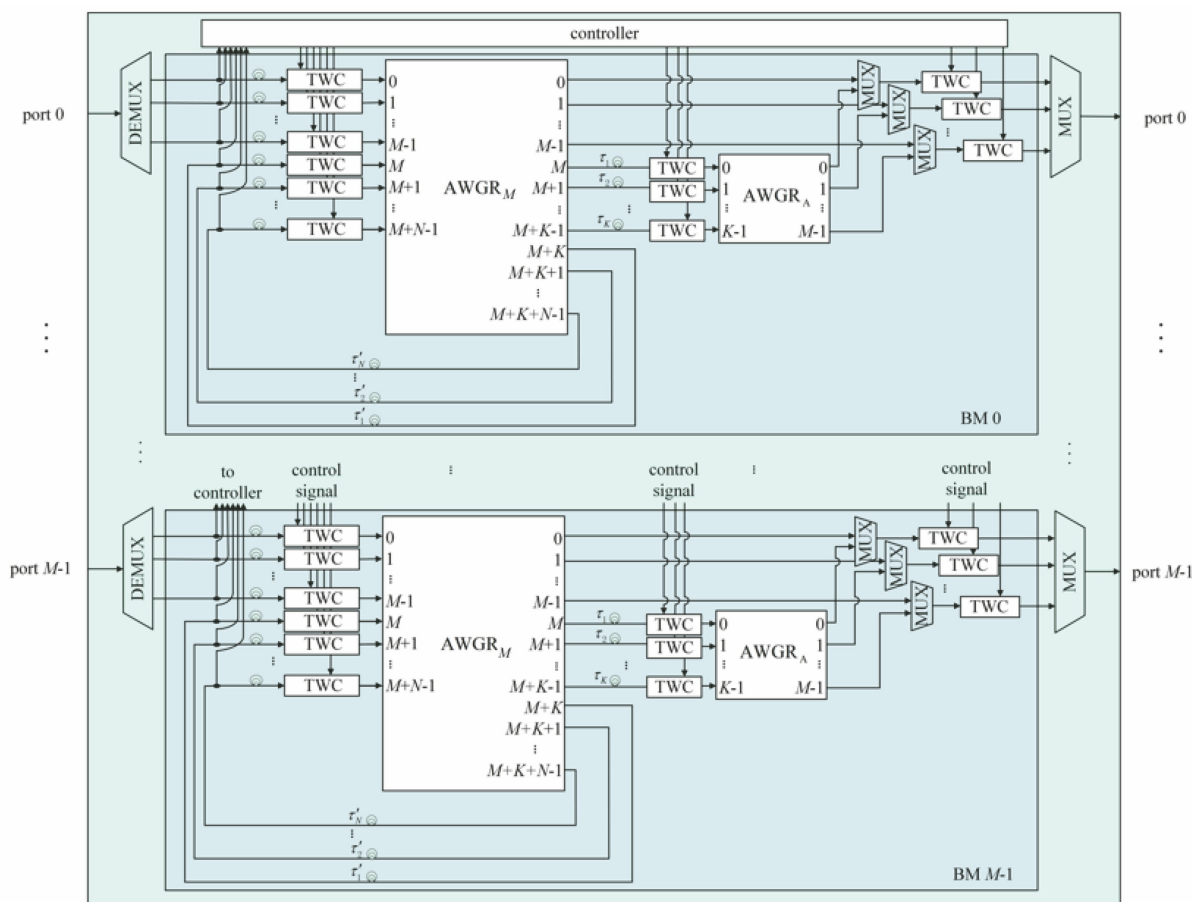 controller
port 0
DEMUX
TWC
TWC
⋮
TWC
TWC
TWC
⋮
TWC
0
1
⋮
M-1
M
M+1
⋮
M+N-1
AWGR_M
0
1
⋮
M-1
M
M+1
⋮
M+K-1
M+K
M+K+1
⋮
M+K+N-1
τ_1
τ_2
⋮
τ_K
TWC
TWC
TWC
0
1
⋮
K-1
AWGR_A
0
1
⋮
M-1
MUX
MUX
MUX
TWC
TWC
⋮
TWC
MUX
port 0
τ'_N
⋮
τ'_2
τ'_1
BM 0
to
controller
control
signal
control
signal
control
signal
port M-1
DEMUX
TWC
TWC
⋮
TWC
TWC
TWC
⋮
TWC
0
1
⋮
M-1
M
M+1
⋮
M+N-1
AWGR_M
0
1
⋮
M-1
M
M+1
⋮
M+K-1
M+K
M+K+1
⋮
M+K+N-1
τ_1
τ_2
⋮
τ_K
TWC
TWC
TWC
0
1
⋮
K-1
AWGR_A
0
1
⋮
M-1
MUX
MUX
MUX
TWC
TWC
⋮
TWC
MUX
port M-1
τ'_N
⋮
τ'_2
τ'_1
BM M-1